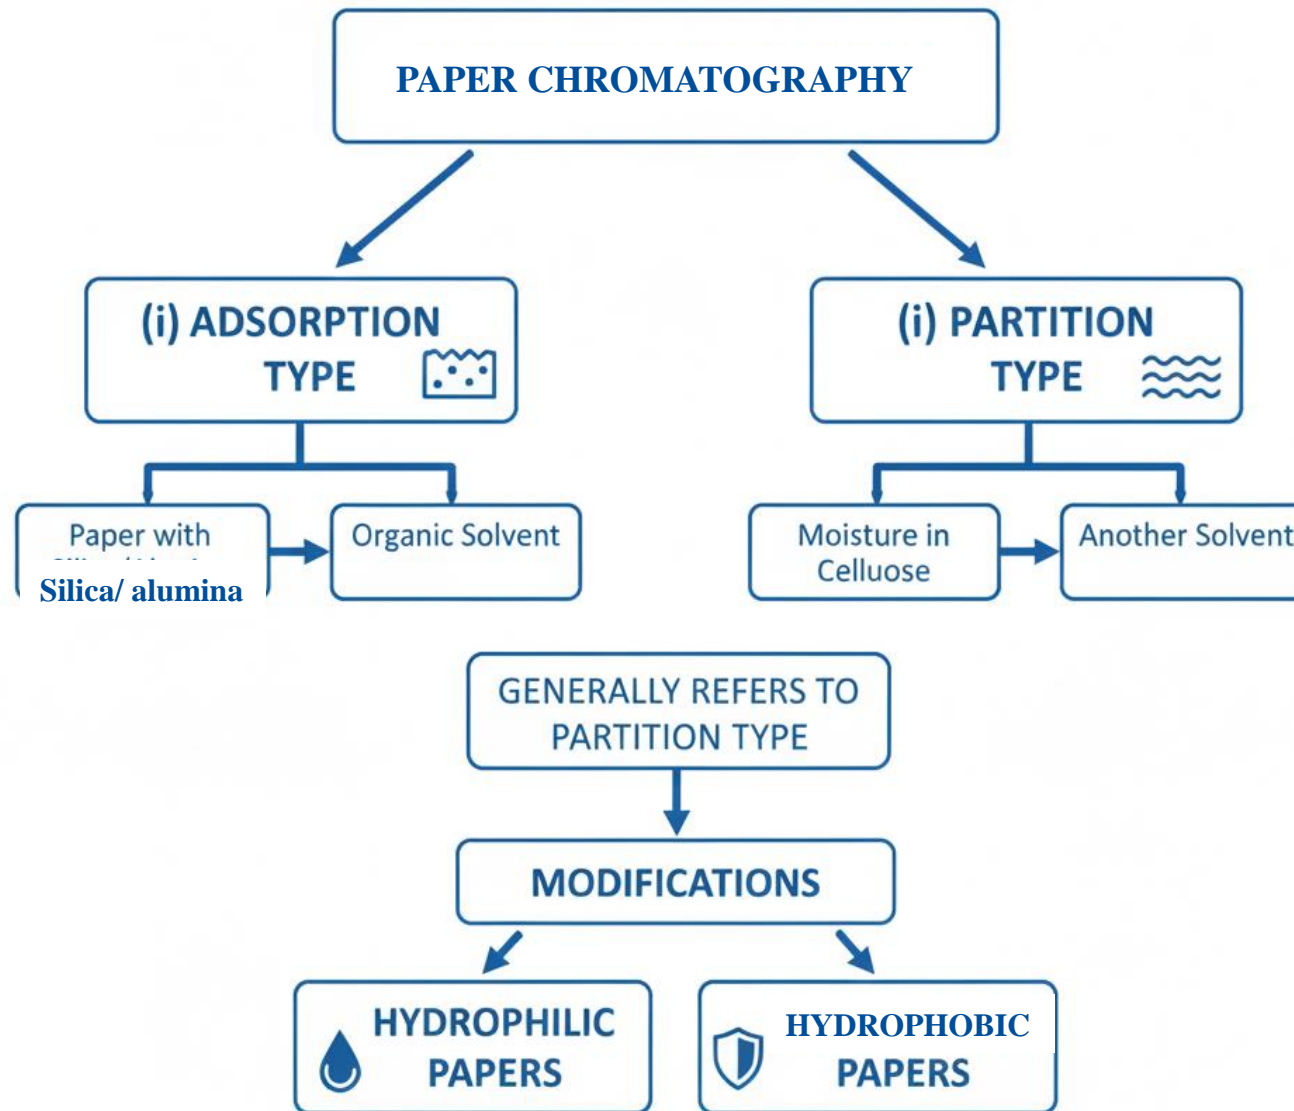 PAPER CHROMATOGRAPHY
(i) ADSORPTION
TYPE
(i) PARTITION
TYPE
Paper with
Silica/ alumina
Organic Solvent
Moisture in
Celluose
Another Solvent
GENERALLY REFERS TO
PARTITION TYPE
MODIFICATIONS
HYDROPHILIC
PAPERS
HYDROPHOBIC
PAPERS